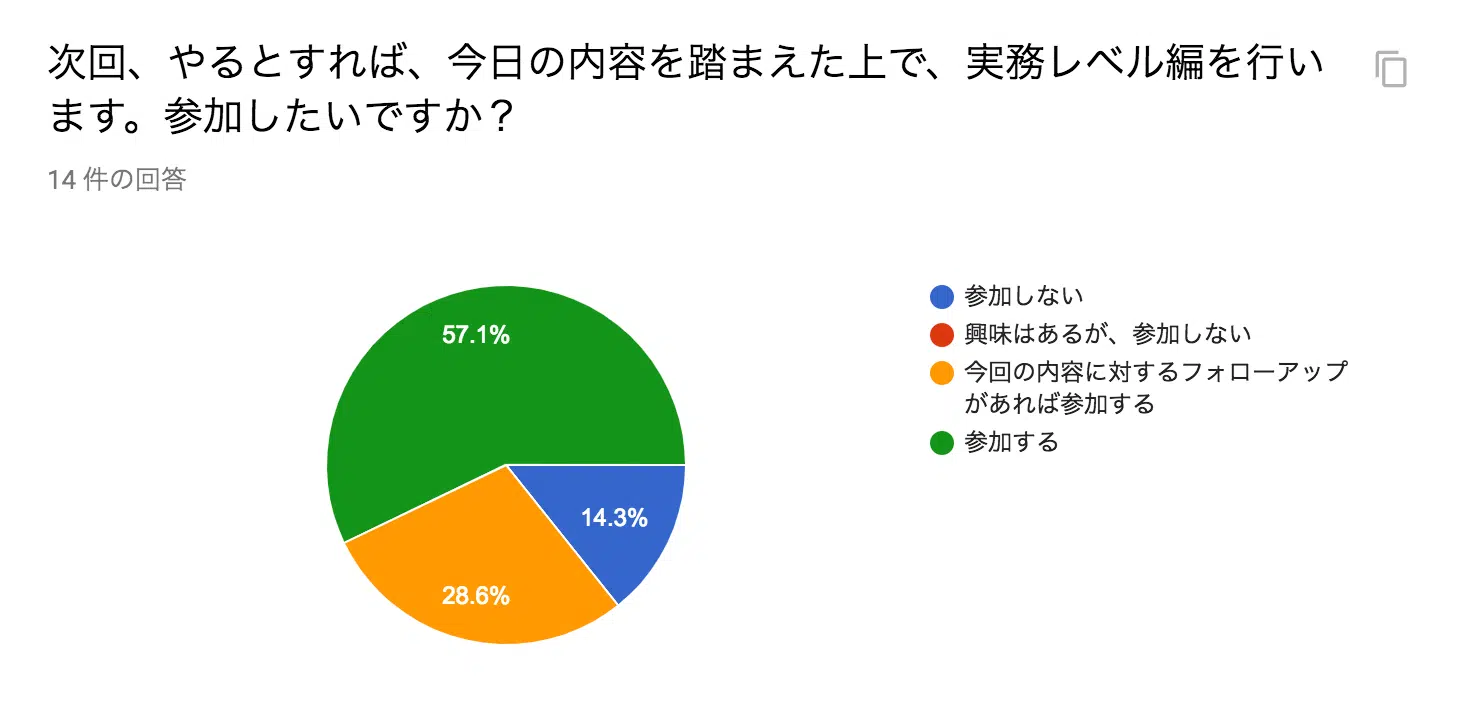 次回、やるとすれば、今日の内容を踏まえた上で、実務レベル編を行い
ます。参加したいですか？
14 件の回答
57.1%
14.3%
28.6%
参加しない
興味はあるが、参加しない
今回の内容に対するフォローアップ
があれば参加する
参加する